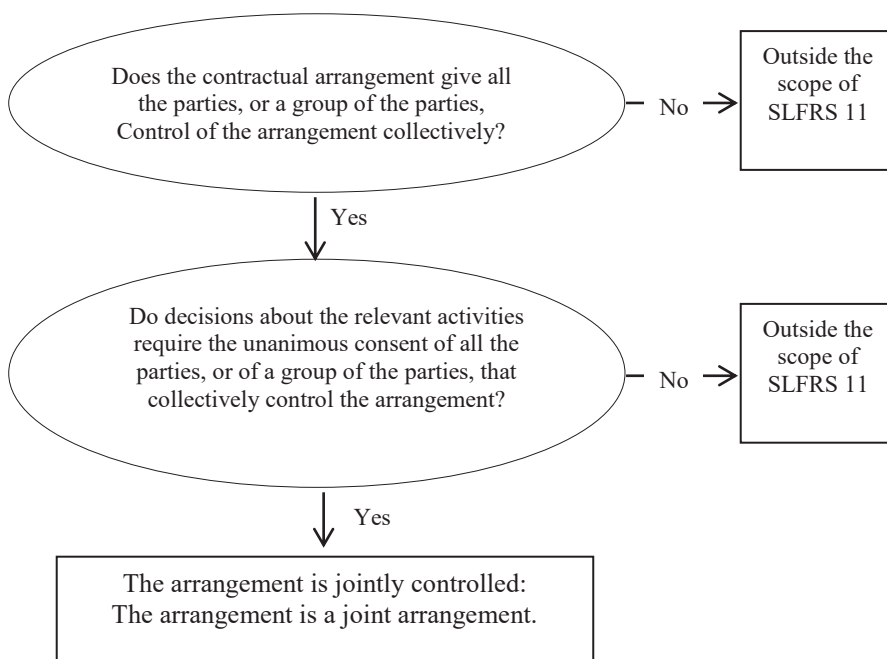 Does the contractual arrangement give all
the parties, or a group of the parties,
Control of the arrangement collectively?
No
Outside the
scope of
SLFRS 11
Yes
Do decisions about the relevant activities
require the unanimous consent of all the
parties, or of a group of the parties, that
collectively control the arrangement?
No
Outside the
scope of
SLFRS 11
Yes
The arrangement is jointly controlled:
The arrangement is a joint arrangement.